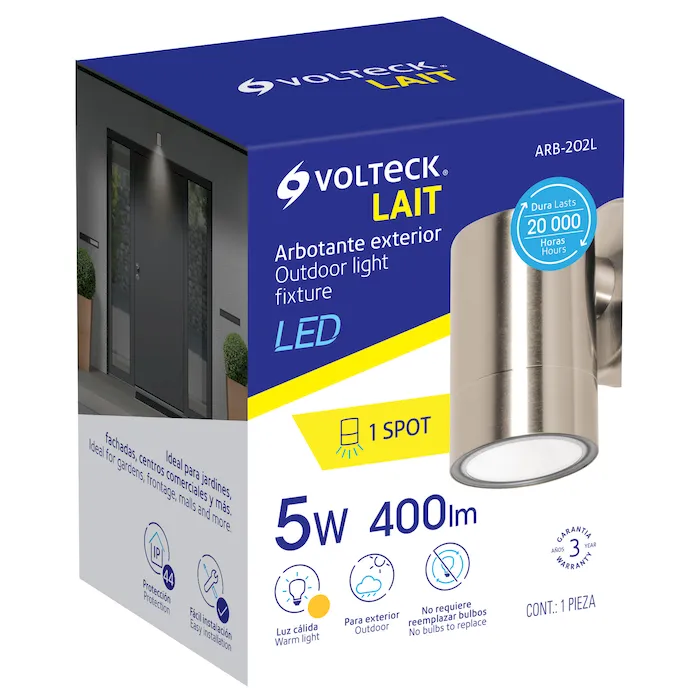 VOLTECK®
LAIT
ARB-202L
VOLTECK®
LAIT
Dura Lasts
20 000
Horas
Hours
Arbotante exterior
Outdoor light
fixture
LED
1 SPOT
5W 400lm
GARANTÍA
AÑOS 3 YEAR
WARRANTY
Luz cálida
Warm light
Para exterior
Outdoor
No requiere
reemplazar bulbos
No bulbs to replace
CONT.: 1 PIEZA
Ideal para jardines,
fachadas, centros comerciales y más.
Ideal for gardens, frontage, malls and more.
IP
44
Protección
Protection
Fácil instalación
Easy installation